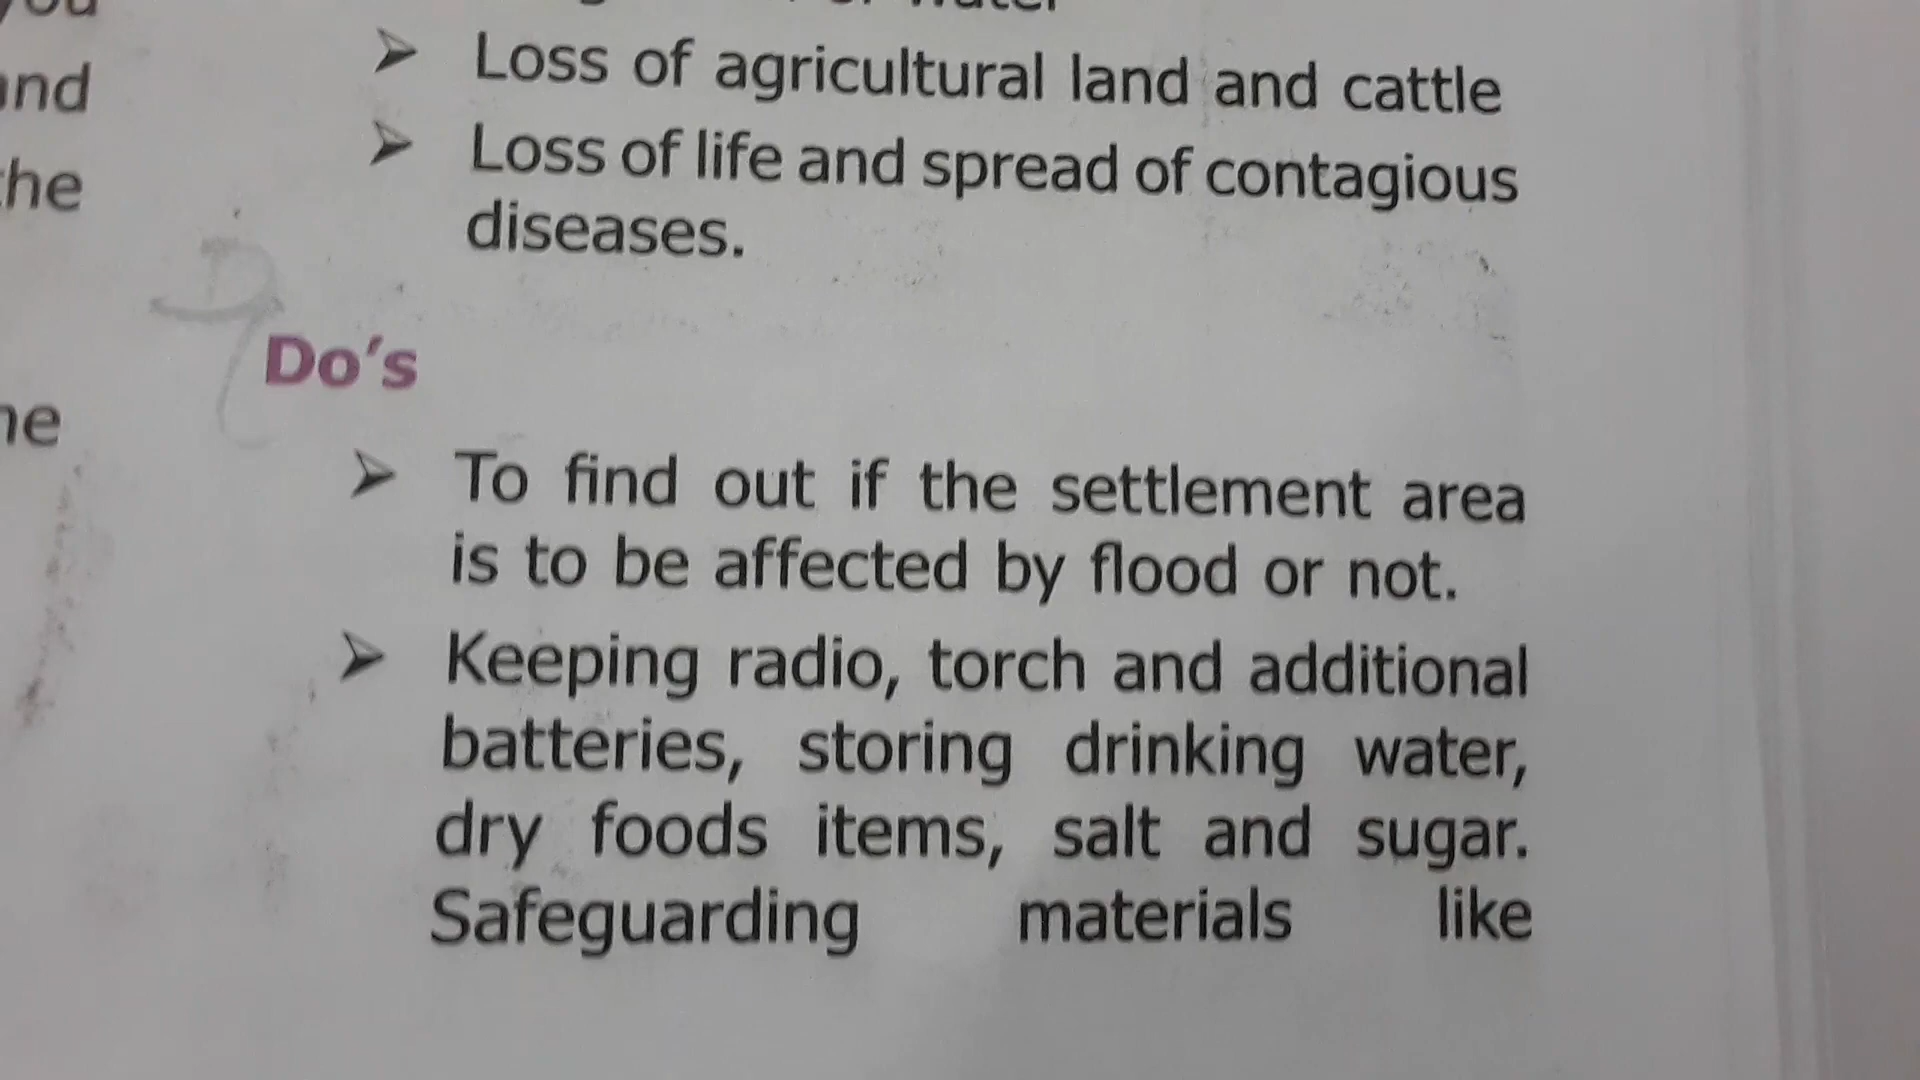 water
Loss of agricultural land and cattle
Loss of life and spread of contagious
diseases.
Do's
To find out if the settlement area
is to be affected by flood or not.
Keeping radio, torch and additional
batteries, storing drinking water,
dry foods items, salt and sugar.
Safeguarding materials like